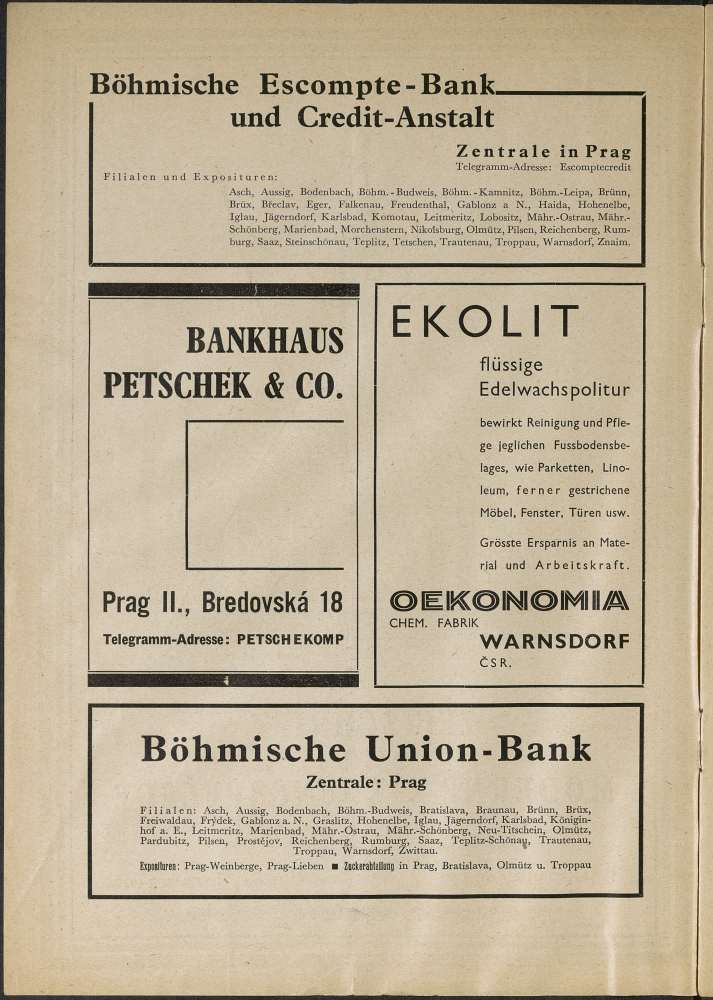 Böhmische Escompte-Bank
und Credit-Anstalt
Zentrale in Prag
Telegramm-Adresse: Escomptecredit
Filialen und Exposituren:
Asch, Aussig, Bodenbach, Böhm.-Budweis, Böhm.-Kamnitz, Böhm.-Leipa, Brünn,
Brüx, Břeclav, Eger, Falkenau, Freudenthal, Gablonz a N., Haida, Hohenelbe,
Iglau, Jägerndorf, Karlsbad, Komotau, Leitmeritz, Lobositz, Mähr.-Ostrau, Mähr.-
Schönberg, Marienbad, Morchenstern, Nikolsburg, Olmütz, Pilsen, Reichenberg, Rum-
burg, Saaz, Steinschönau, Teplitz, Tetschen, Trautenau, Troppau, Warnsdorf, Znaim.
BANKHAUS
PETSCHEK & CO.
Prag II., Bredovská 18
Telegramm-Adresse: PETSCHEKOMP
EKOLIT
flüssige
Edelwachspolitur
bewirkt Reinigung und Pfle-
ge jeglichen Fussbodensbe-
lages, wie Parketten, Lino-
leum, ferner gestrichene
Möbel, Fenster, Türen usw.
Grösste Ersparnis an Mate-
rial und Arbeitskraft.
OEKONOMIA
CHEM. FABRIK
WARNSDORF
ČSR.
Böhmische Union-Bank
Zentrale: Prag
Filialen: Asch, Aussig, Bodenbach, Böhm.-Budweis, Bratislava, Braunau, Brünn, Brüx,
Freiwaldau, Frýdek, Gablonz a. N., Graslitz, Hohenelbe, Iglau, Jägerndorf, Karlsbad, Königin-
hof a. E., Leitmeritz, Marienbad, Mähr.-Ostrau, Mähr.-Schönberg, Neu-Titschein, Olmütz,
Pardubitz, Pilsen, Prostějov, Reichenberg, Rumburg, Saaz, Teplitz-Schönau, Trautenau,
Troppau, Warnsdorf, Zwittau.
Exposituren: Prag-Weinberge, Prag-Lieben ■ Zuckerabteilung in Prag, Bratislava, Olmütz u. Troppau